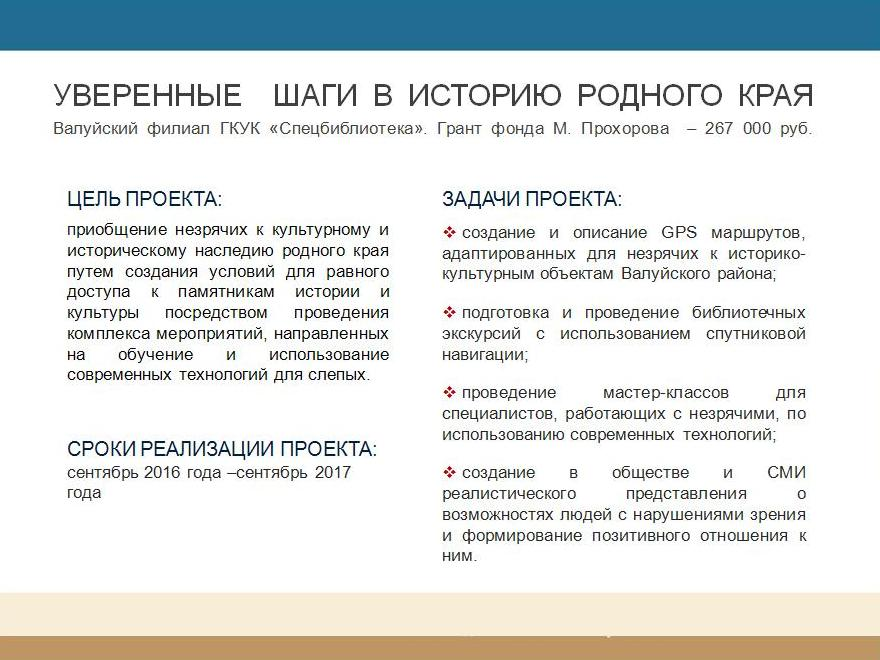 УВЕРЕННЫЕ ШАГИ В ИСТОРИЮ РОДНОГО КРАЯ
Валуйский филиал ГКУК «Спецбиблиотека». Грант фонда М. Прохорова – 267 000 руб.
ЦЕЛЬ ПРОЕКТА:
приобщение незрячих к культурному и
историческому наследию родного края
путем создания условий для равного
доступа к памятникам истории и
культуры посредством проведения
комплекса мероприятий, направленных
на обучение и использование
современных технологий для слепых.
СРОКИ РЕАЛИЗАЦИИ ПРОЕКТА:
сентябрь 2016 года –сентябрь 2017
года
ЗАДАЧИ ПРОЕКТА:
❖ создание и описание GPS маршрутов,
адаптированных для незрячих к историко-
культурным объектам Валуйского района;
❖ подготовка и проведение библиотечных
экскурсий с использованием спутниковой
навигации;
❖ проведение мастер-классов для
специалистов, работающих с незрячими, по
использованию современных технологий;
❖ создание в обществе и СМИ
реалистического представления о
возможностях людей с нарушениями зрения
и формирование позитивного отношения к
ним.